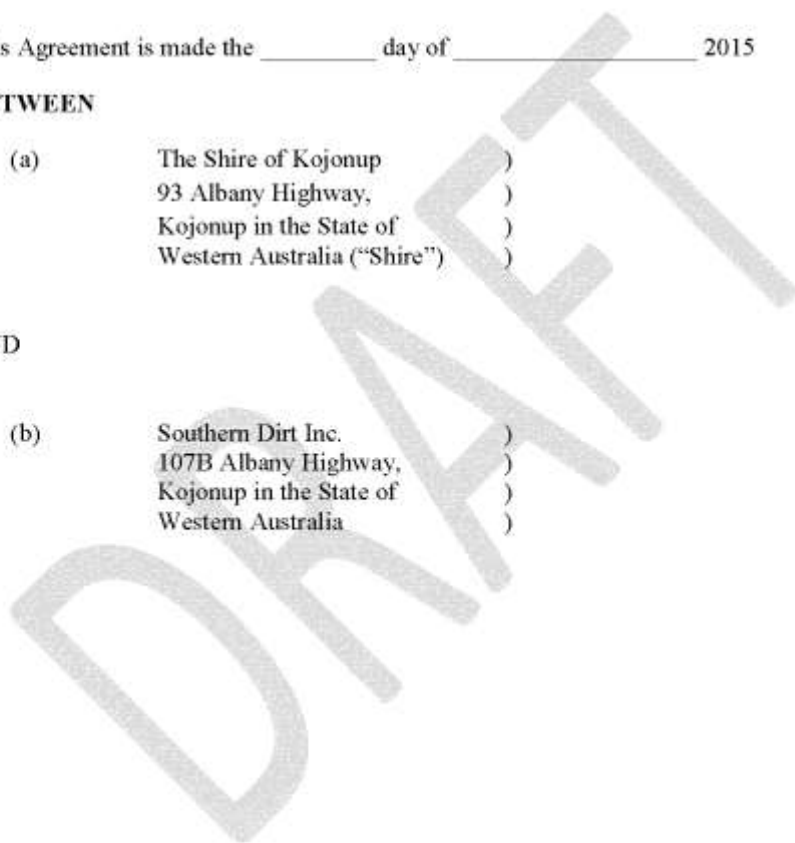 s Agreement is made the _________ day of ___________________ 2015
TWEEN
(a) The Shire of Kojonup )
93 Albany Highway, )
Kojonup in the State of )
Western Australia (“Shire”) )
D
(b) Southern Dirt Inc. )
107B Albany Highway, )
Kojonup in the State of )
Western Australia )
DRAFT